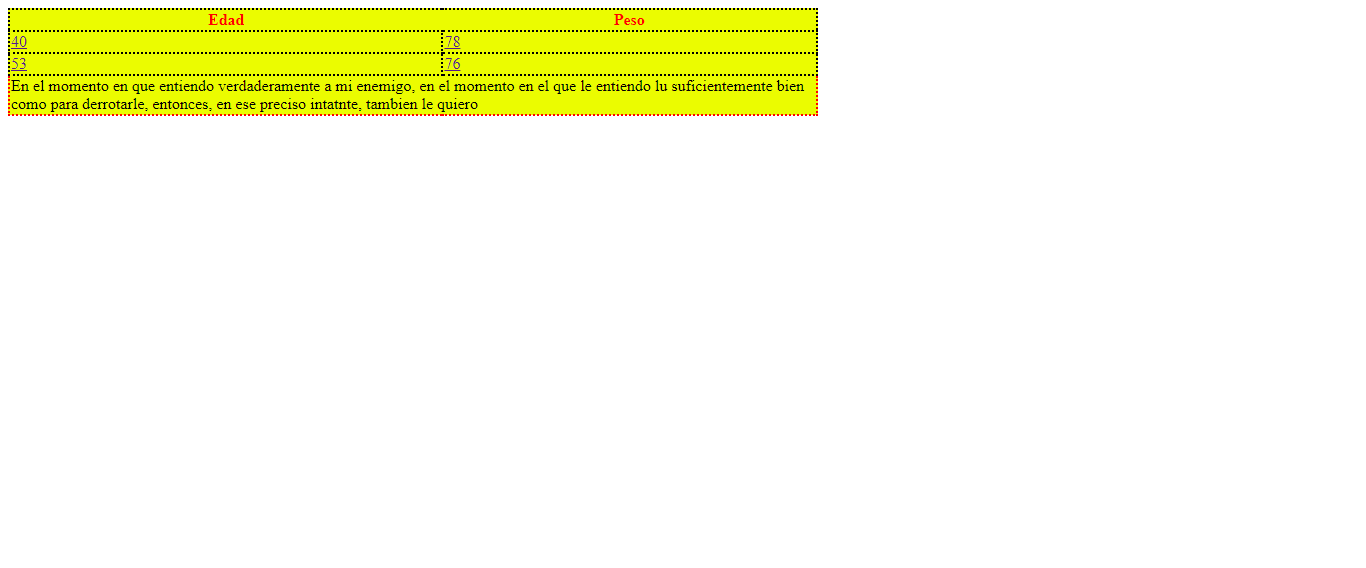 Edad Peso
40 78
53 76
En el momento en que entiendo verdaderamente a mi enemigo, en el momento en el que le entiendo lu suficientemente bien
como para derrotarle, entonces, en ese preciso intatnte, tambien le quiero